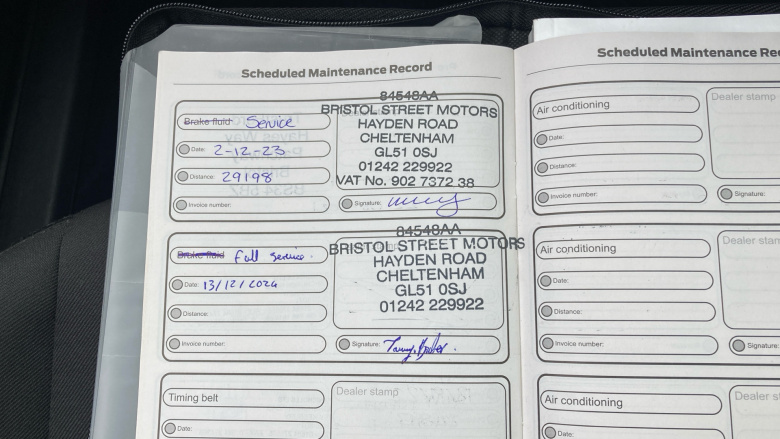 Scheduled Maintenance Record
Brake fluid Service
Date: 2-12-23
Distance: 29198
Invoice number:
84548AA
BRISTOL STREET MOTORS
HAYDEN ROAD
CHELTENHAM
GL51 0SJ
01242 229922
VAT No. 902 7372 38
Signature:
Brake fluid Full Service.
Date: 13/12/2024
Distance:
Invoice number:
84548AA
BRISTOL STREET MOTORS
HAYDEN ROAD
CHELTENHAM
GL51 0SJ
01242 229922
Signature:
Timing belt
Date:
Dealer stamp
Scheduled Maintenance Rec
Air conditioning
Date:
Distance:
Invoice number:
Dealer stamp
Signature:
Air conditioning
Date:
Distance:
Invoice number:
Dealer stam
Signature:
Air conditioning
Date:
Dealer s